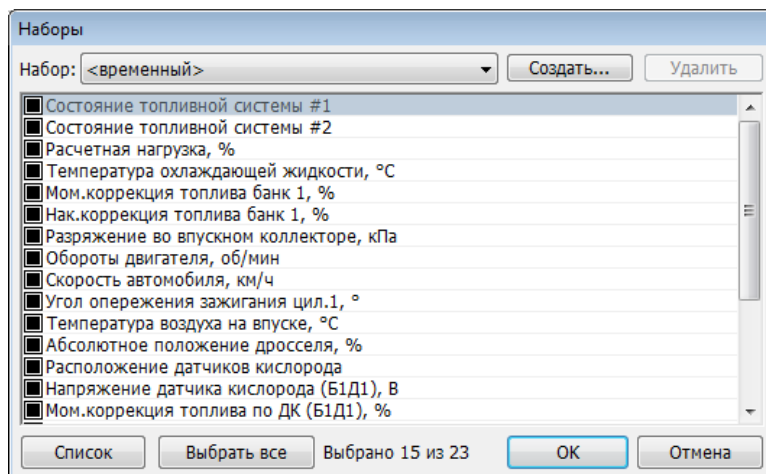 Наборы
Набор: <временный> Создать... Удалить
Состояние топливной системы #1
Состояние топливной системы #2
Расчетная нагрузка, %
Температура охлаждающей жидкости, °C
Мом.коррекция топлива банк 1, %
Нак.коррекция топлива банк 1, %
Разряжение во впускном коллекторе, кПа
Обороты двигателя, об/мин
Скорость автомобиля, км/ч
Угол опережения зажигания цил.1, °
Температура воздуха на впуске, °C
Абсолютное положение дросселя, %
Расположение датчиков кислорода
Напряжение датчика кислорода (Б1Д1), В
Мом.коррекция топлива по ДК (Б1Д1), %
Список Выбрать все Выбрано 15 из 23 OK Отмена